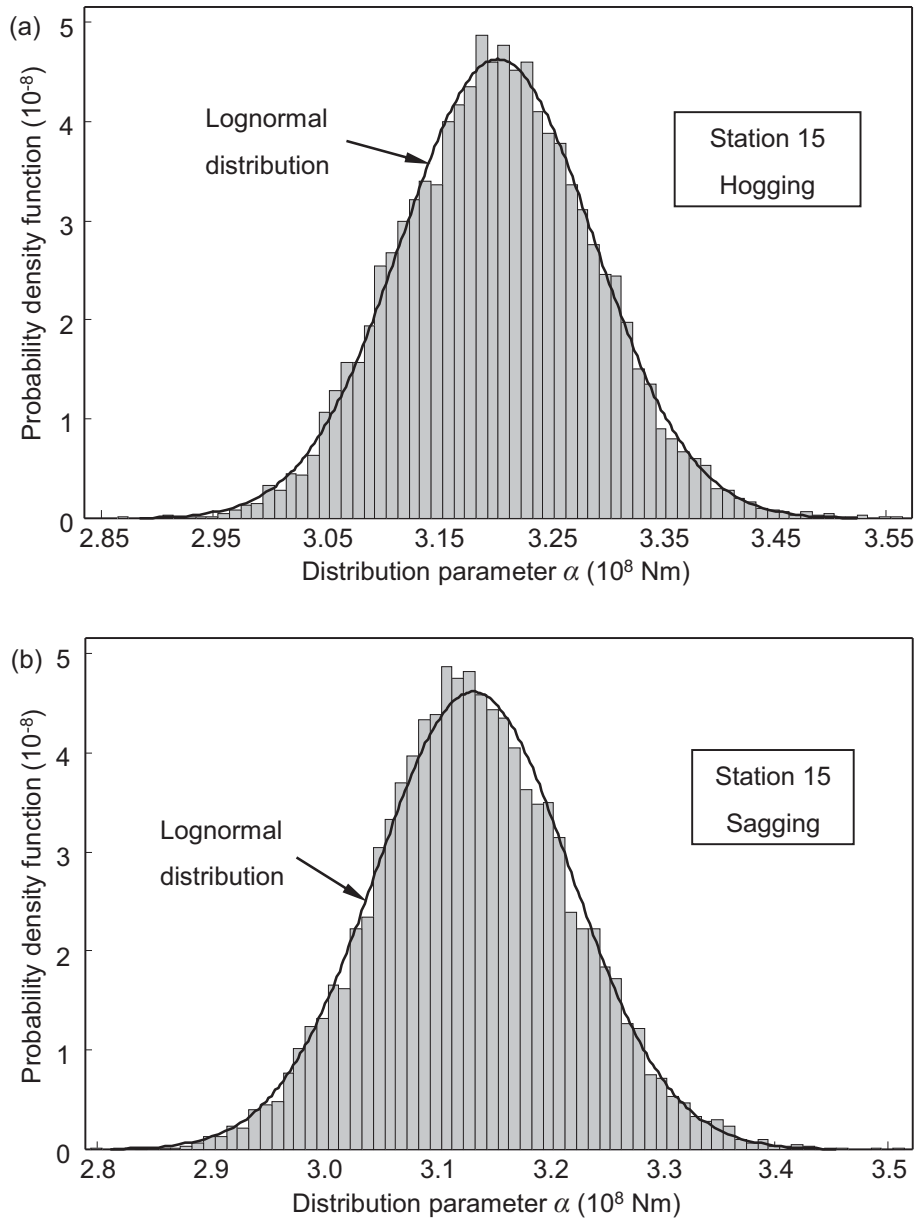 (a)
Probability density function (10⁻⁸)
5
4
3
2
1
0
Lognormal
distribution
Station 15
Hogging
2.85 2.95 3.05 3.15 3.25 3.35 3.45 3.55
Distribution parameter α (10⁸ Nm)
(b)
Probability density function (10⁻⁸)
5
4
3
2
1
0
Lognormal
distribution
Station 15
Sagging
2.8 2.9 3.0 3.1 3.2 3.3 3.4 3.5
Distribution parameter α (10⁸ Nm)